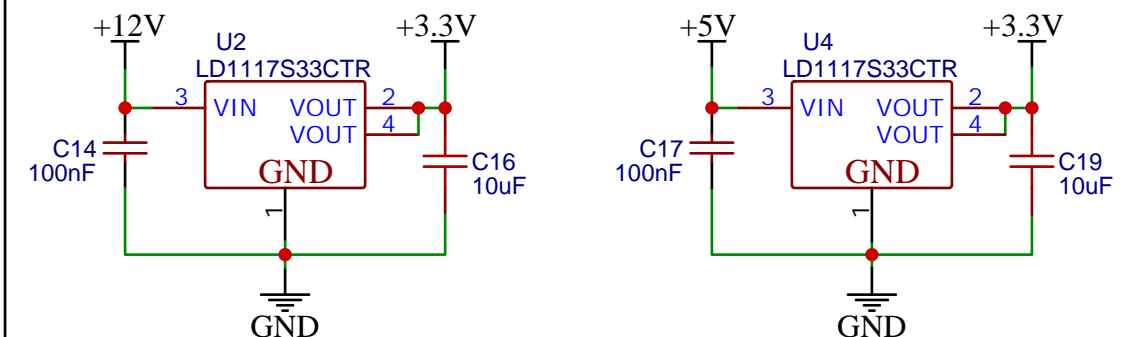 +12V
+3.3V
U2
LD1117S33CTR
3
VIN
VOUT
2
VOUT
4
C14
100nF
GND
C16
10uF
1
GND
+5V
+3.3V
U4
LD1117S33CTR
3
VIN
VOUT
2
VOUT
4
C17
100nF
GND
C19
10uF
1
GND